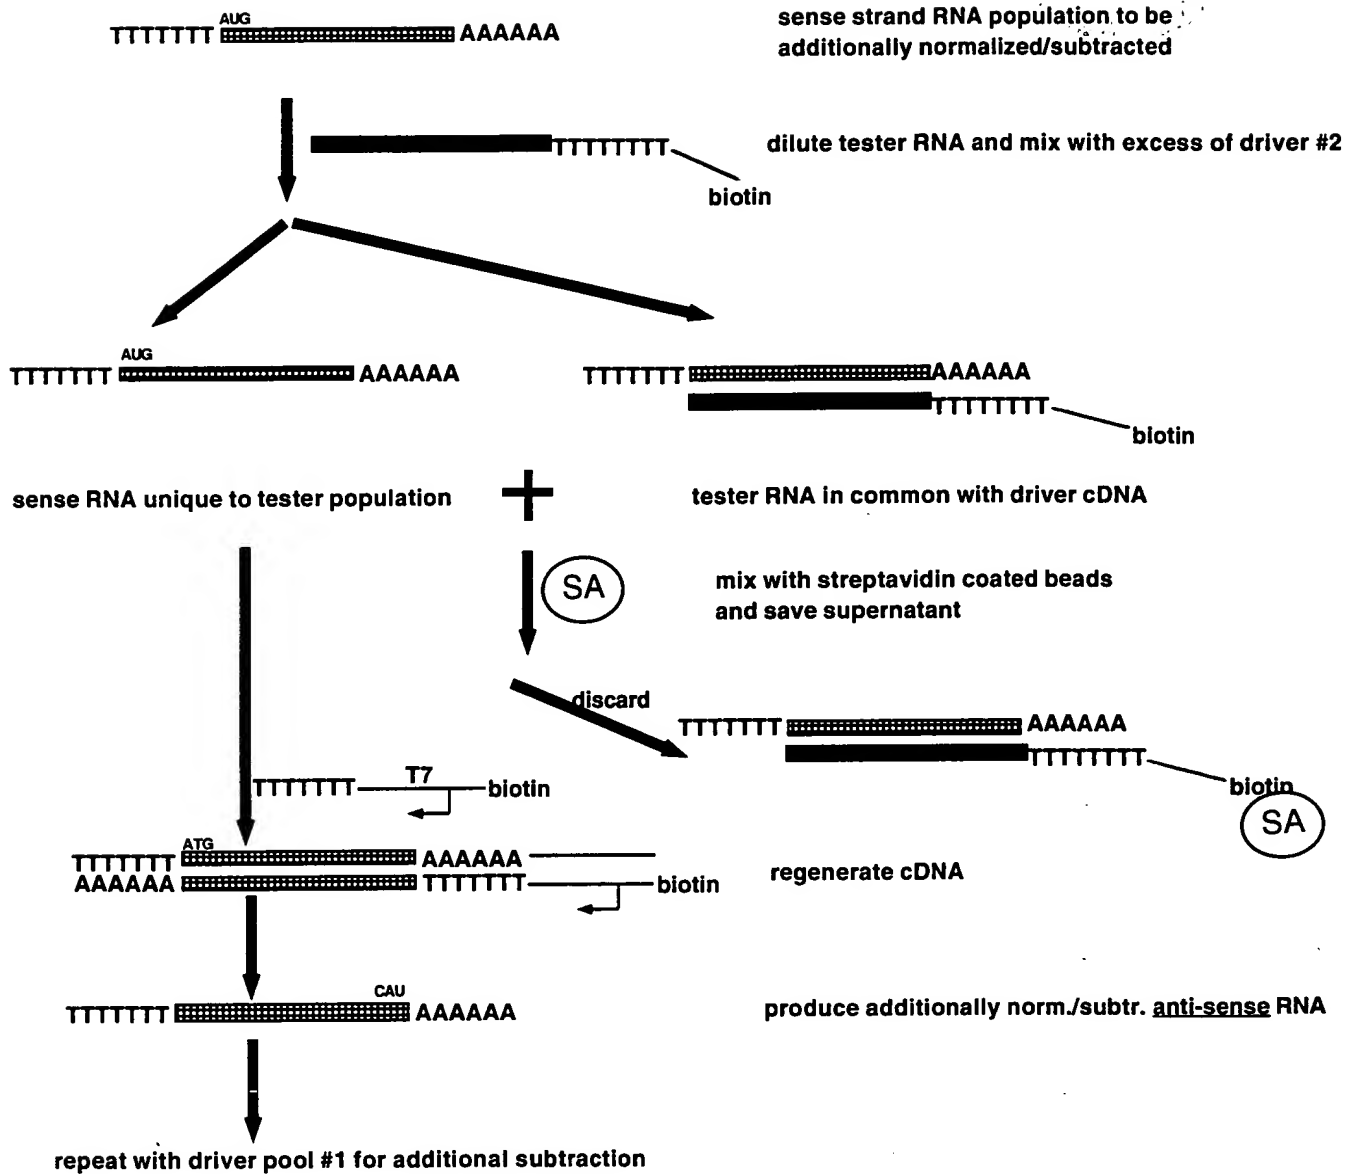 AUG
TTTTTTT AAAAAA
sense strand RNA population to be
additionally normalized/subtracted
TTTTTTTT
biotin
dilute tester RNA and mix with excess of driver #2
AUG
TTTTTTT AAAAAA
TTTTTTT AAAAAA
TTTTTTTT
biotin
sense RNA unique to tester population
+
tester RNA in common with driver cDNA
SA
mix with streptavidin coated beads
and save supernatant
discard
TTTTTTT AAAAAA
TTTTTTTT
biotin
SA
TTTTTTT T7 biotin
ATG
TTTTTTT AAAAAA
AAAAAA TTTTTTT biotin
regenerate cDNA
CAU
TTTTTTT AAAAAA
produce additionally norm./subtr. anti-sense RNA
repeat with driver pool #1 for additional subtraction